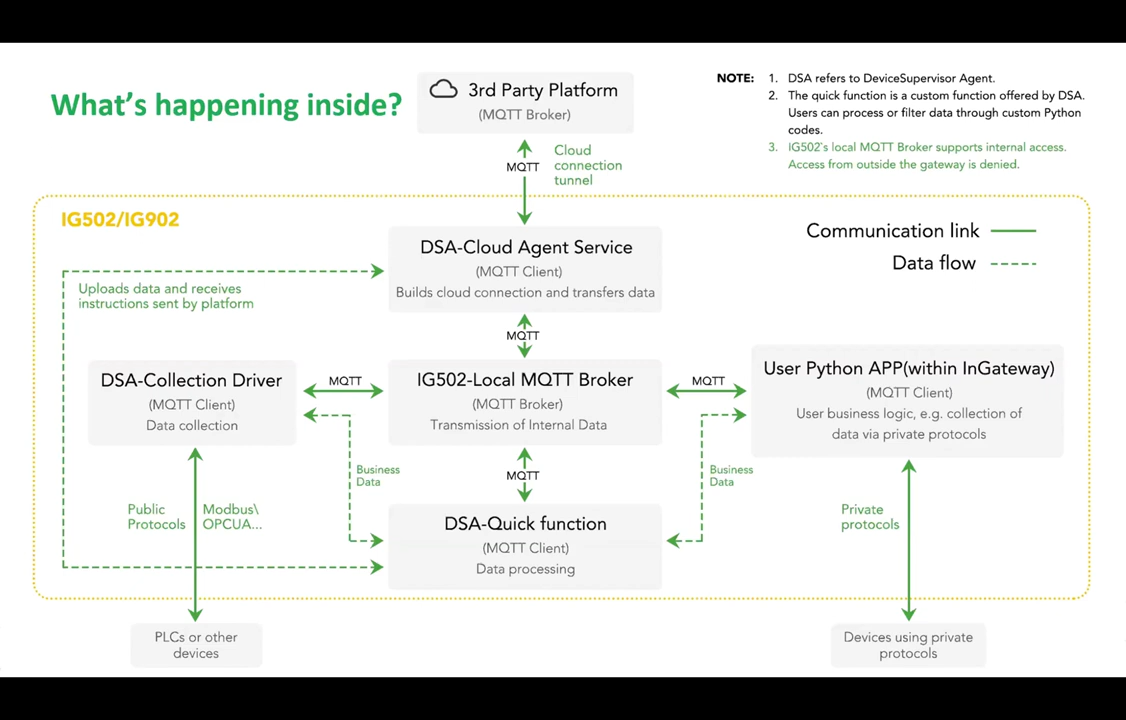 What's happening inside?
3rd Party Platform
(MQTT Broker)
NOTE:
1. DSA refers to DeviceSupervisor Agent.
2. The quick function is a custom function offered by DSA.
Users can process or filter data through custom Python
codes.
3. IG502`s local MQTT Broker supports internal access.
Access from outside the gateway is denied.
MQTT
Cloud
connection
tunnel
IG502/IG902
Communication link
Data flow
DSA-Cloud Agent Service
(MQTT Client)
Builds cloud connection and transfers data
Uploads data and receives
instructions sent by platform
MQTT
DSA-Collection Driver
(MQTT Client)
Data collection
MQTT
IG502-Local MQTT Broker
(MQTT Broker)
Transmission of Internal Data
MQTT
User Python APP(within InGateway)
(MQTT Client)
User business logic, e.g. collection of
data via private protocols
Business
Data
MQTT
Business
Data
Public
Protocols
Modbus\
OPCUA...
DSA-Quick function
(MQTT Client)
Data processing
Private
protocols
PLCs or other
devices
Devices using private
protocols